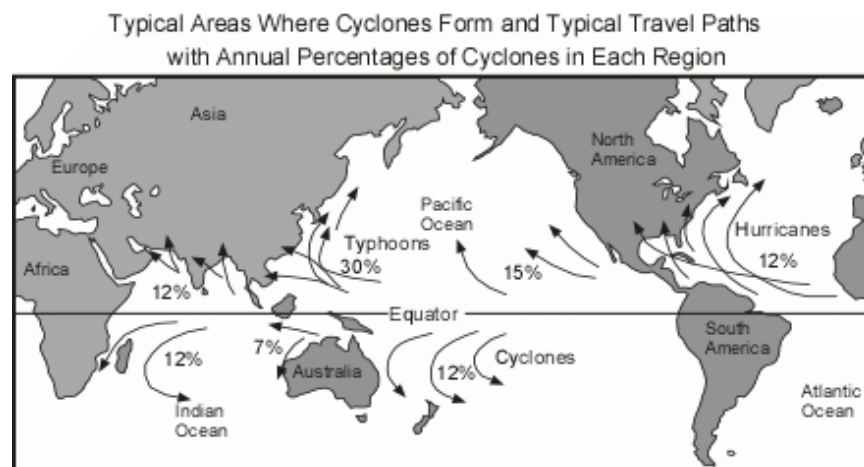 Typical Areas Where Cyclones Form and Typical Travel Paths
with Annual Percentages of Cyclones in Each Region
Asia
North
America
Europe
Pacific
Ocean
Typhoons
30%
Hurricanes
12%
Africa
12%
15%
Equator
South
America
12%
7%
Australia
12%
Cyclones
Indian
Ocean
Atlantic
Ocean